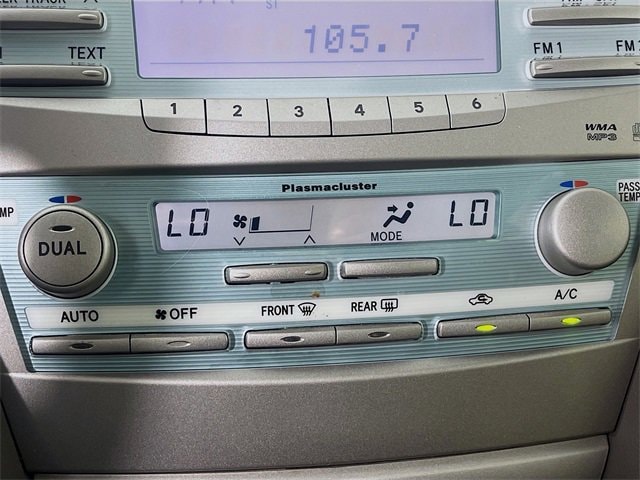 ST
105.7
TEXT
FM1
1 2 3 4 5 6
WMA
MP3
Plasmacluster
LO LO
MODE
DUAL
PASS
TEMP
AUTO OFF FRONT REAR A/C